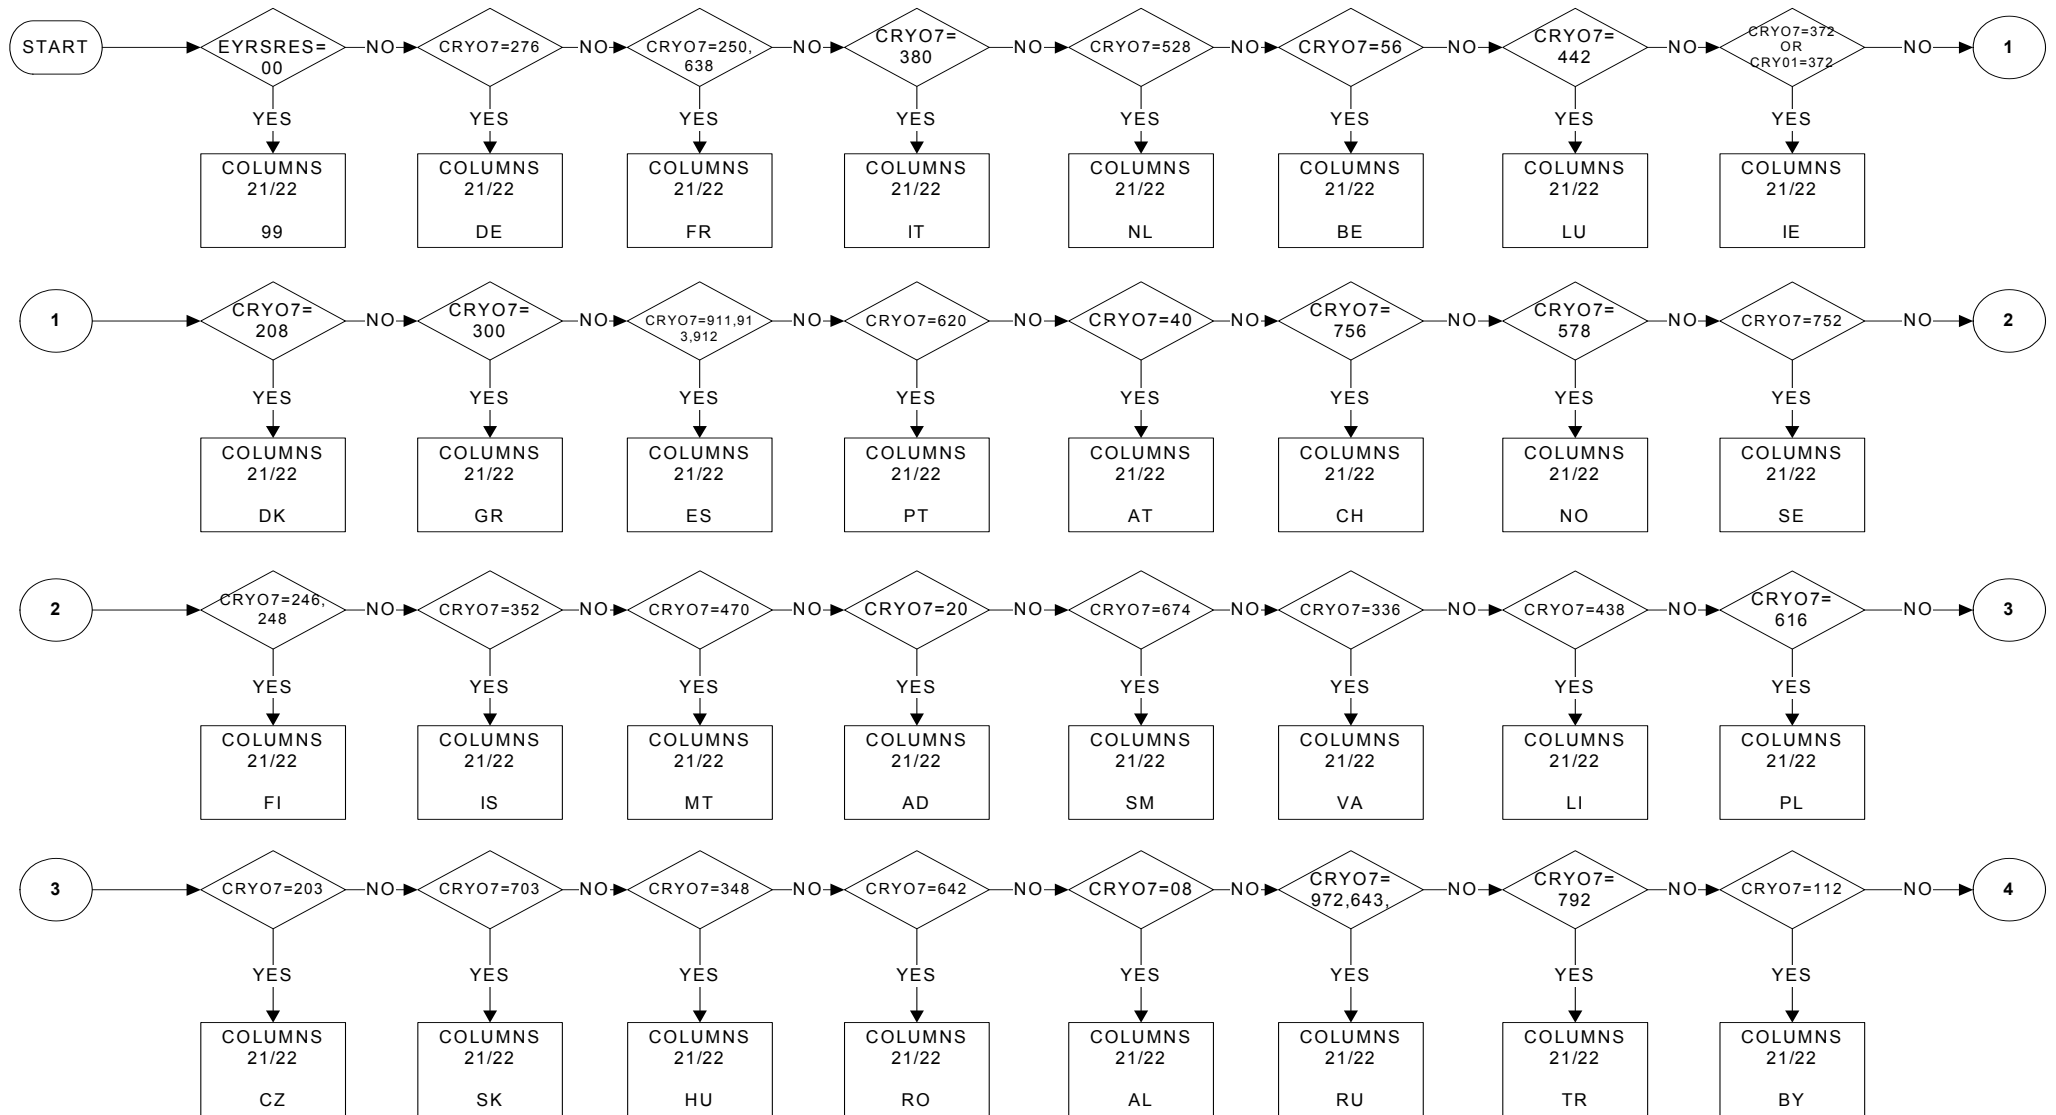 START
EYRSRES=
00
NO
CRYO7=276
NO
CRYO7=250,
638
NO
CRYO7=
380
NO
CRYO7=528
NO
CRYO7=56
NO
CRYO7=
442
NO
CRYO7=372
OR
CRY01=372
NO
1
YES
YES
YES
YES
YES
YES
YES
YES
COLUMNS
21/22
99
COLUMNS
21/22
DE
COLUMNS
21/22
FR
COLUMNS
21/22
IT
COLUMNS
21/22
NL
COLUMNS
21/22
BE
COLUMNS
21/22
LU
COLUMNS
21/22
IE
1
CRYO7=
208
NO
CRYO7=
300
NO
CRYO7=911,91
3,912
NO
CRYO7=620
NO
CRYO7=40
NO
CRYO7=
756
NO
CRYO7=
578
NO
CRYO7=752
NO
2
YES
YES
YES
YES
YES
YES
YES
YES
COLUMNS
21/22
DK
COLUMNS
21/22
GR
COLUMNS
21/22
ES
COLUMNS
21/22
PT
COLUMNS
21/22
AT
COLUMNS
21/22
CH
COLUMNS
21/22
NO
COLUMNS
21/22
SE
2
CRYO7=246,
248
NO
CRYO7=352
NO
CRYO7=470
NO
CRYO7=20
NO
CRYO7=674
NO
CRYO7=336
NO
CRYO7=438
NO
CRYO7=
616
NO
3
YES
YES
YES
YES
YES
YES
YES
YES
COLUMNS
21/22
FI
COLUMNS
21/22
IS
COLUMNS
21/22
MT
COLUMNS
21/22
AD
COLUMNS
21/22
SM
COLUMNS
21/22
VA
COLUMNS
21/22
LI
COLUMNS
21/22
PL
3
CRYO7=203
NO
CRYO7=703
NO
CRYO7=348
NO
CRYO7=642
NO
CRYO7=08
NO
CRYO7=
972,643,
NO
CRYO7=
792
NO
CRYO7=112
NO
4
YES
YES
YES
YES
YES
YES
YES
YES
COLUMNS
21/22
CZ
COLUMNS
21/22
SK
COLUMNS
21/22
HU
COLUMNS
21/22
RO
COLUMNS
21/22
AL
COLUMNS
21/22
RU
COLUMNS
21/22
TR
COLUMNS
21/22
BY